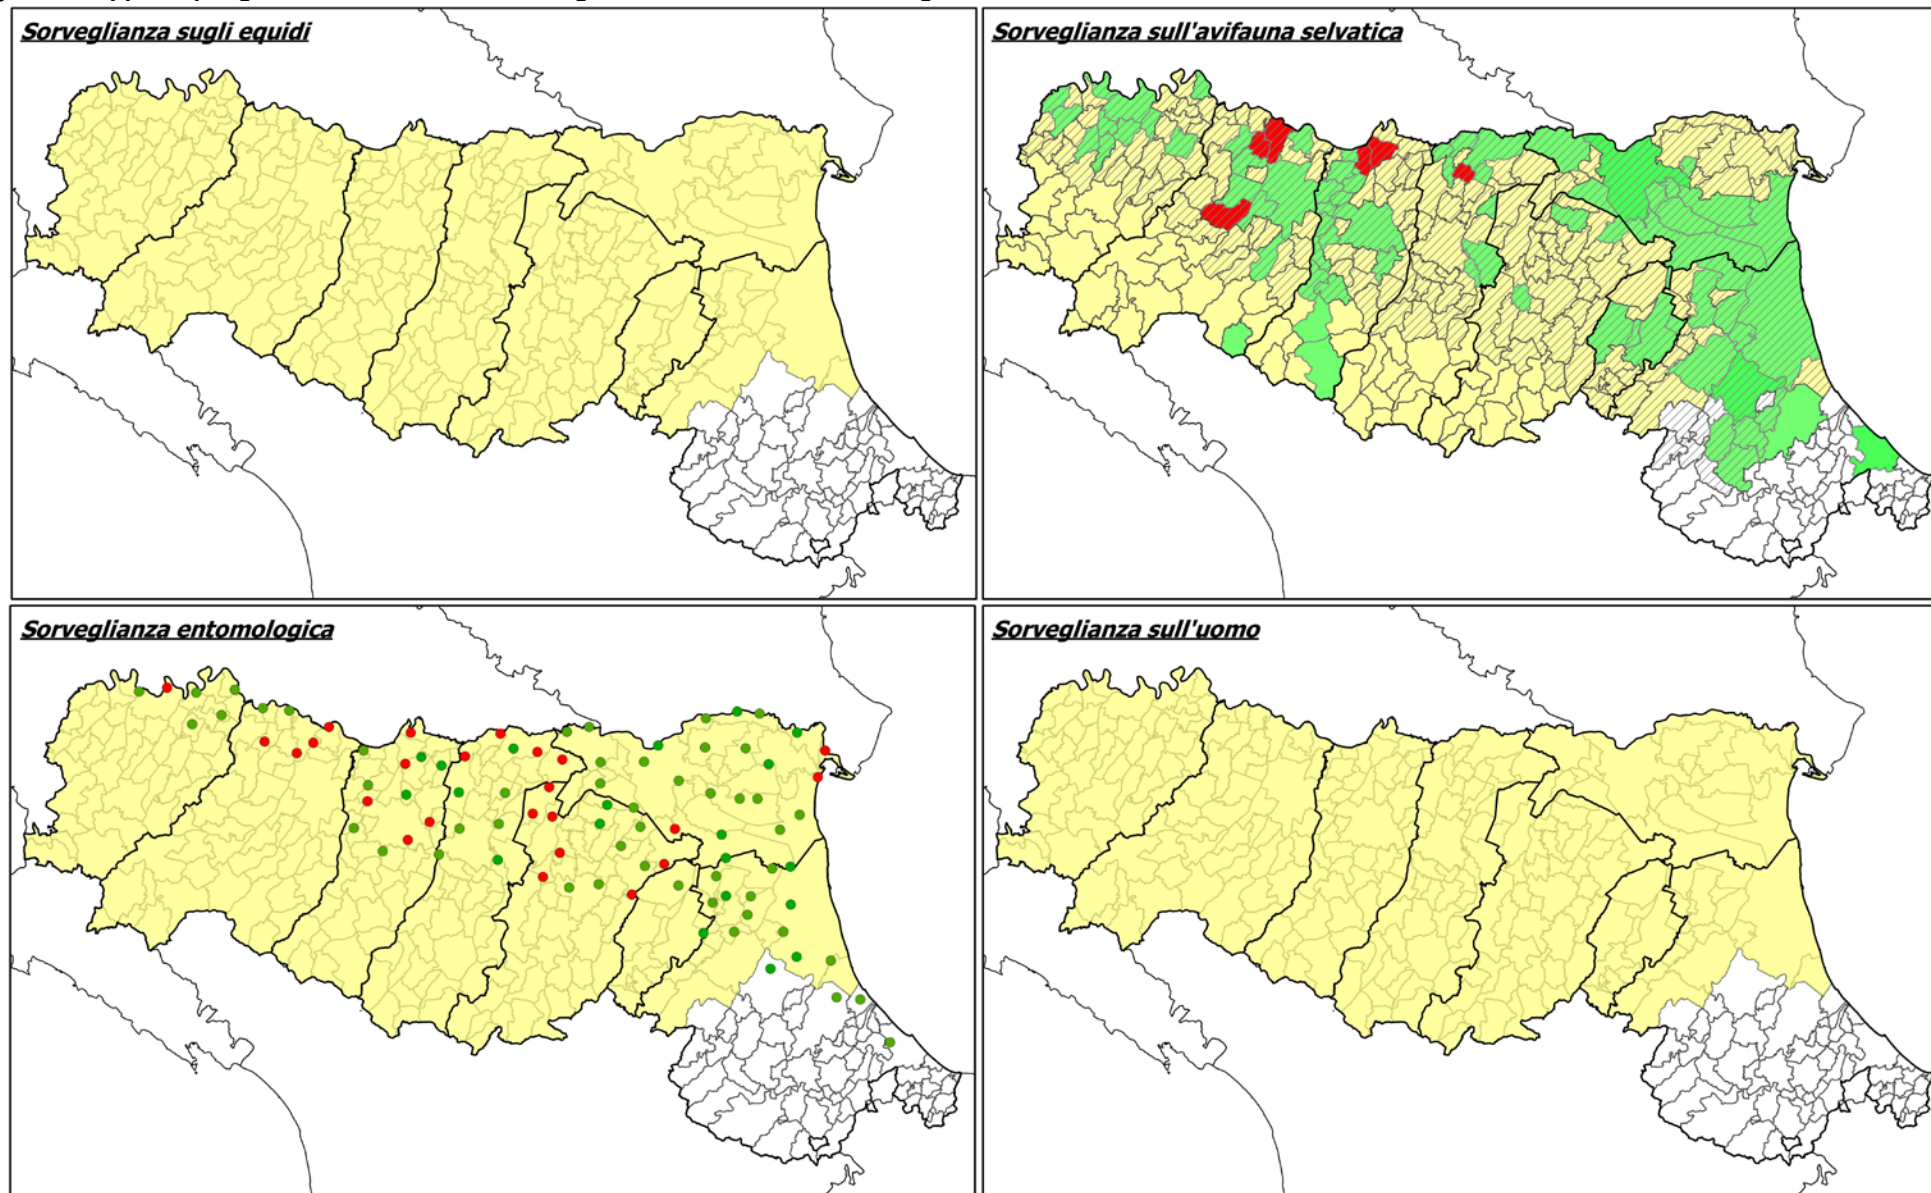 Sorveglianza sugli equidi
Sorveglianza sull'avifauna selvatica
Sorveglianza entomologica
Sorveglianza sull'uomo